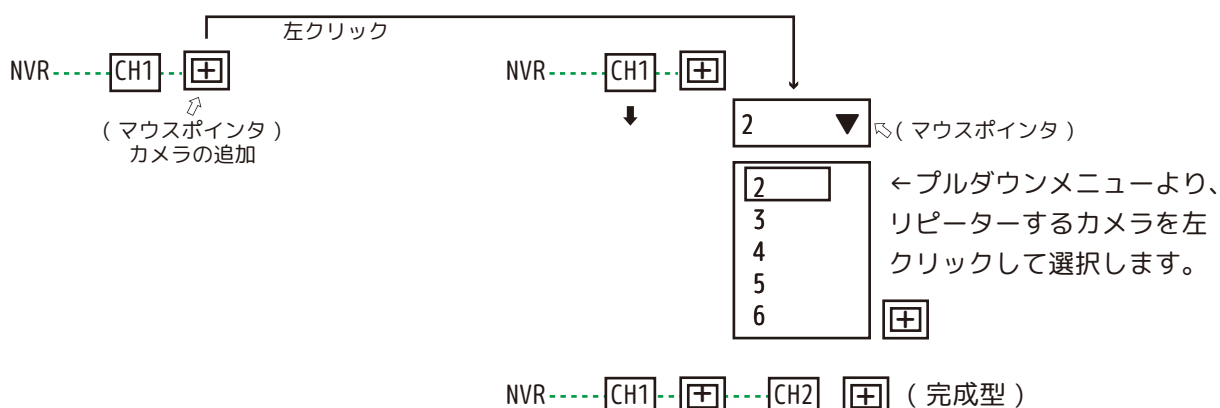 左クリック
NVR CH1
( マウスポインタ )
カメラの追加
NVR CH1
2 ▼
( マウスポインタ )
2
3
4
5
6
←プルダウンメニューより、
リピーターするカメラを左
クリックして選択します。
NVR CH1 CH2 ( 完成型 )